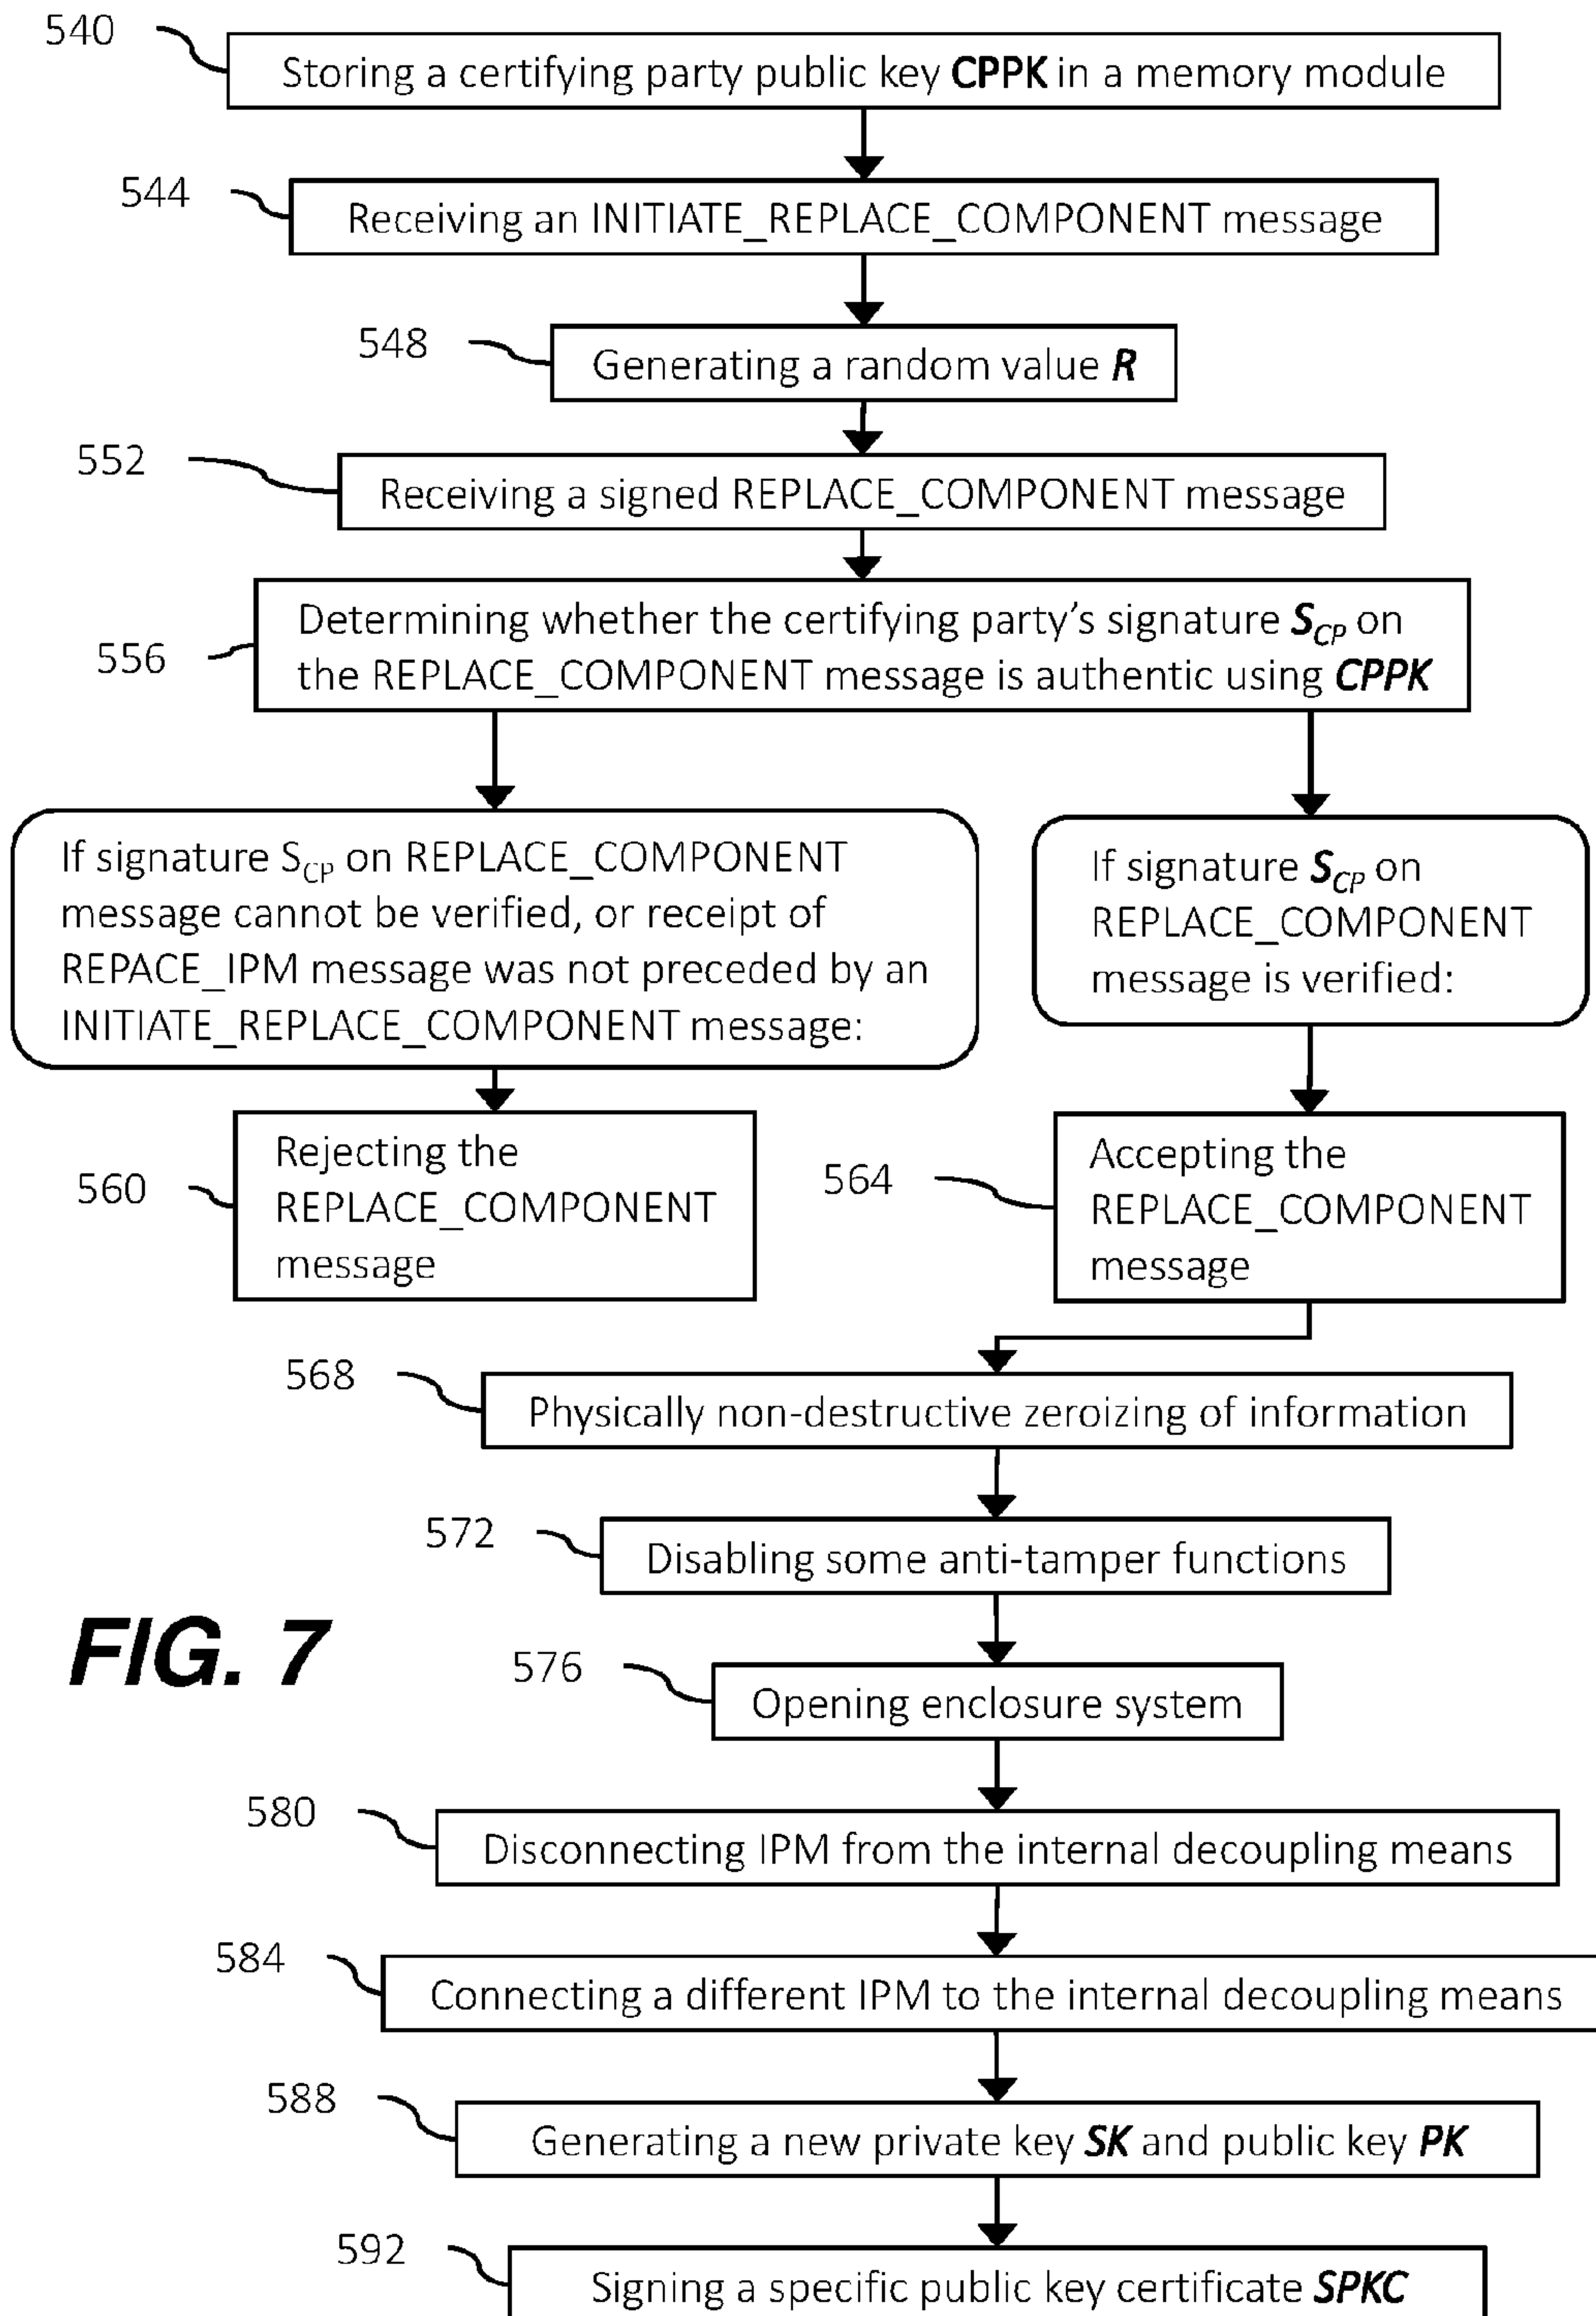 540
Storing a certifying party public key CPPK in a memory module
544
Receiving an INITIATE_REPLACE_COMPONENT message
548
Generating a random value R
552
Receiving a signed REPLACE_COMPONENT message
556
Determining whether the certifying party's signature S_CP on
the REPLACE_COMPONENT message is authentic using CPPK
If signature S_CP on REPLACE_COMPONENT
message cannot be verified, or receipt of
REPACE_IPM message was not preceded by an
INITIATE_REPLACE_COMPONENT message:
If signature S_CP on
REPLACE_COMPONENT
message is verified:
560
Rejecting the
REPLACE_COMPONENT
message
564
Accepting the
REPLACE_COMPONENT
message
568
Physically non-destructive zeroizing of information
572
Disabling some anti-tamper functions
FIG. 7
576
Opening enclosure system
580
Disconnecting IPM from the internal decoupling means
584
Connecting a different IPM to the internal decoupling means
588
Generating a new private key SK and public key PK
592
Signing a specific public key certificate SPKC